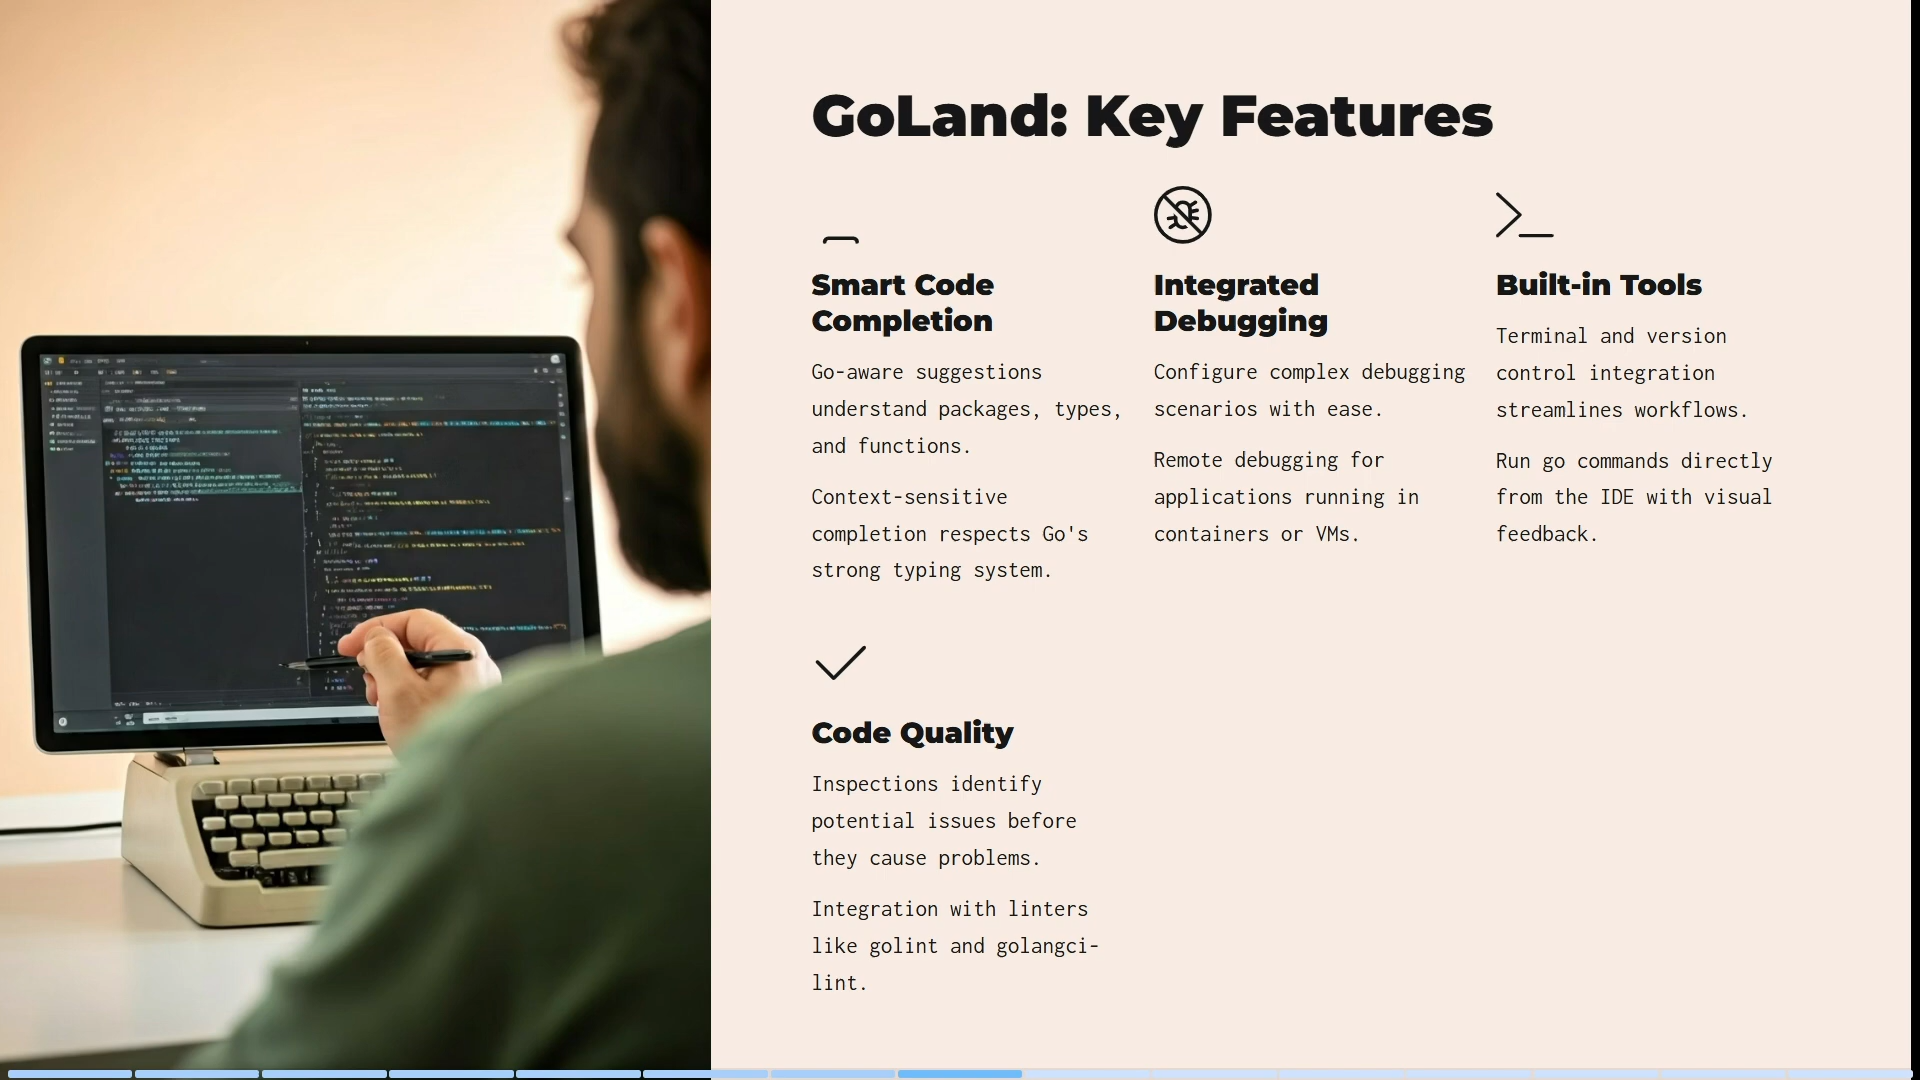 GoLand: Key Features
Smart Code
Completion
Go-aware suggestions
understand packages, types,
and functions.
Context-sensitive
completion respects Go's
strong typing system.
Integrated
Debugging
Configure complex debugging
scenarios with ease.
Remote debugging for
applications running in
containers or VMs.
Built-in Tools
Terminal and version
control integration
streamlines workflows.
Run go commands directly
from the IDE with visual
feedback.
Code Quality
Inspections identify
potential issues before
they cause problems.
Integration with linters
like golint and golangci-
lint.